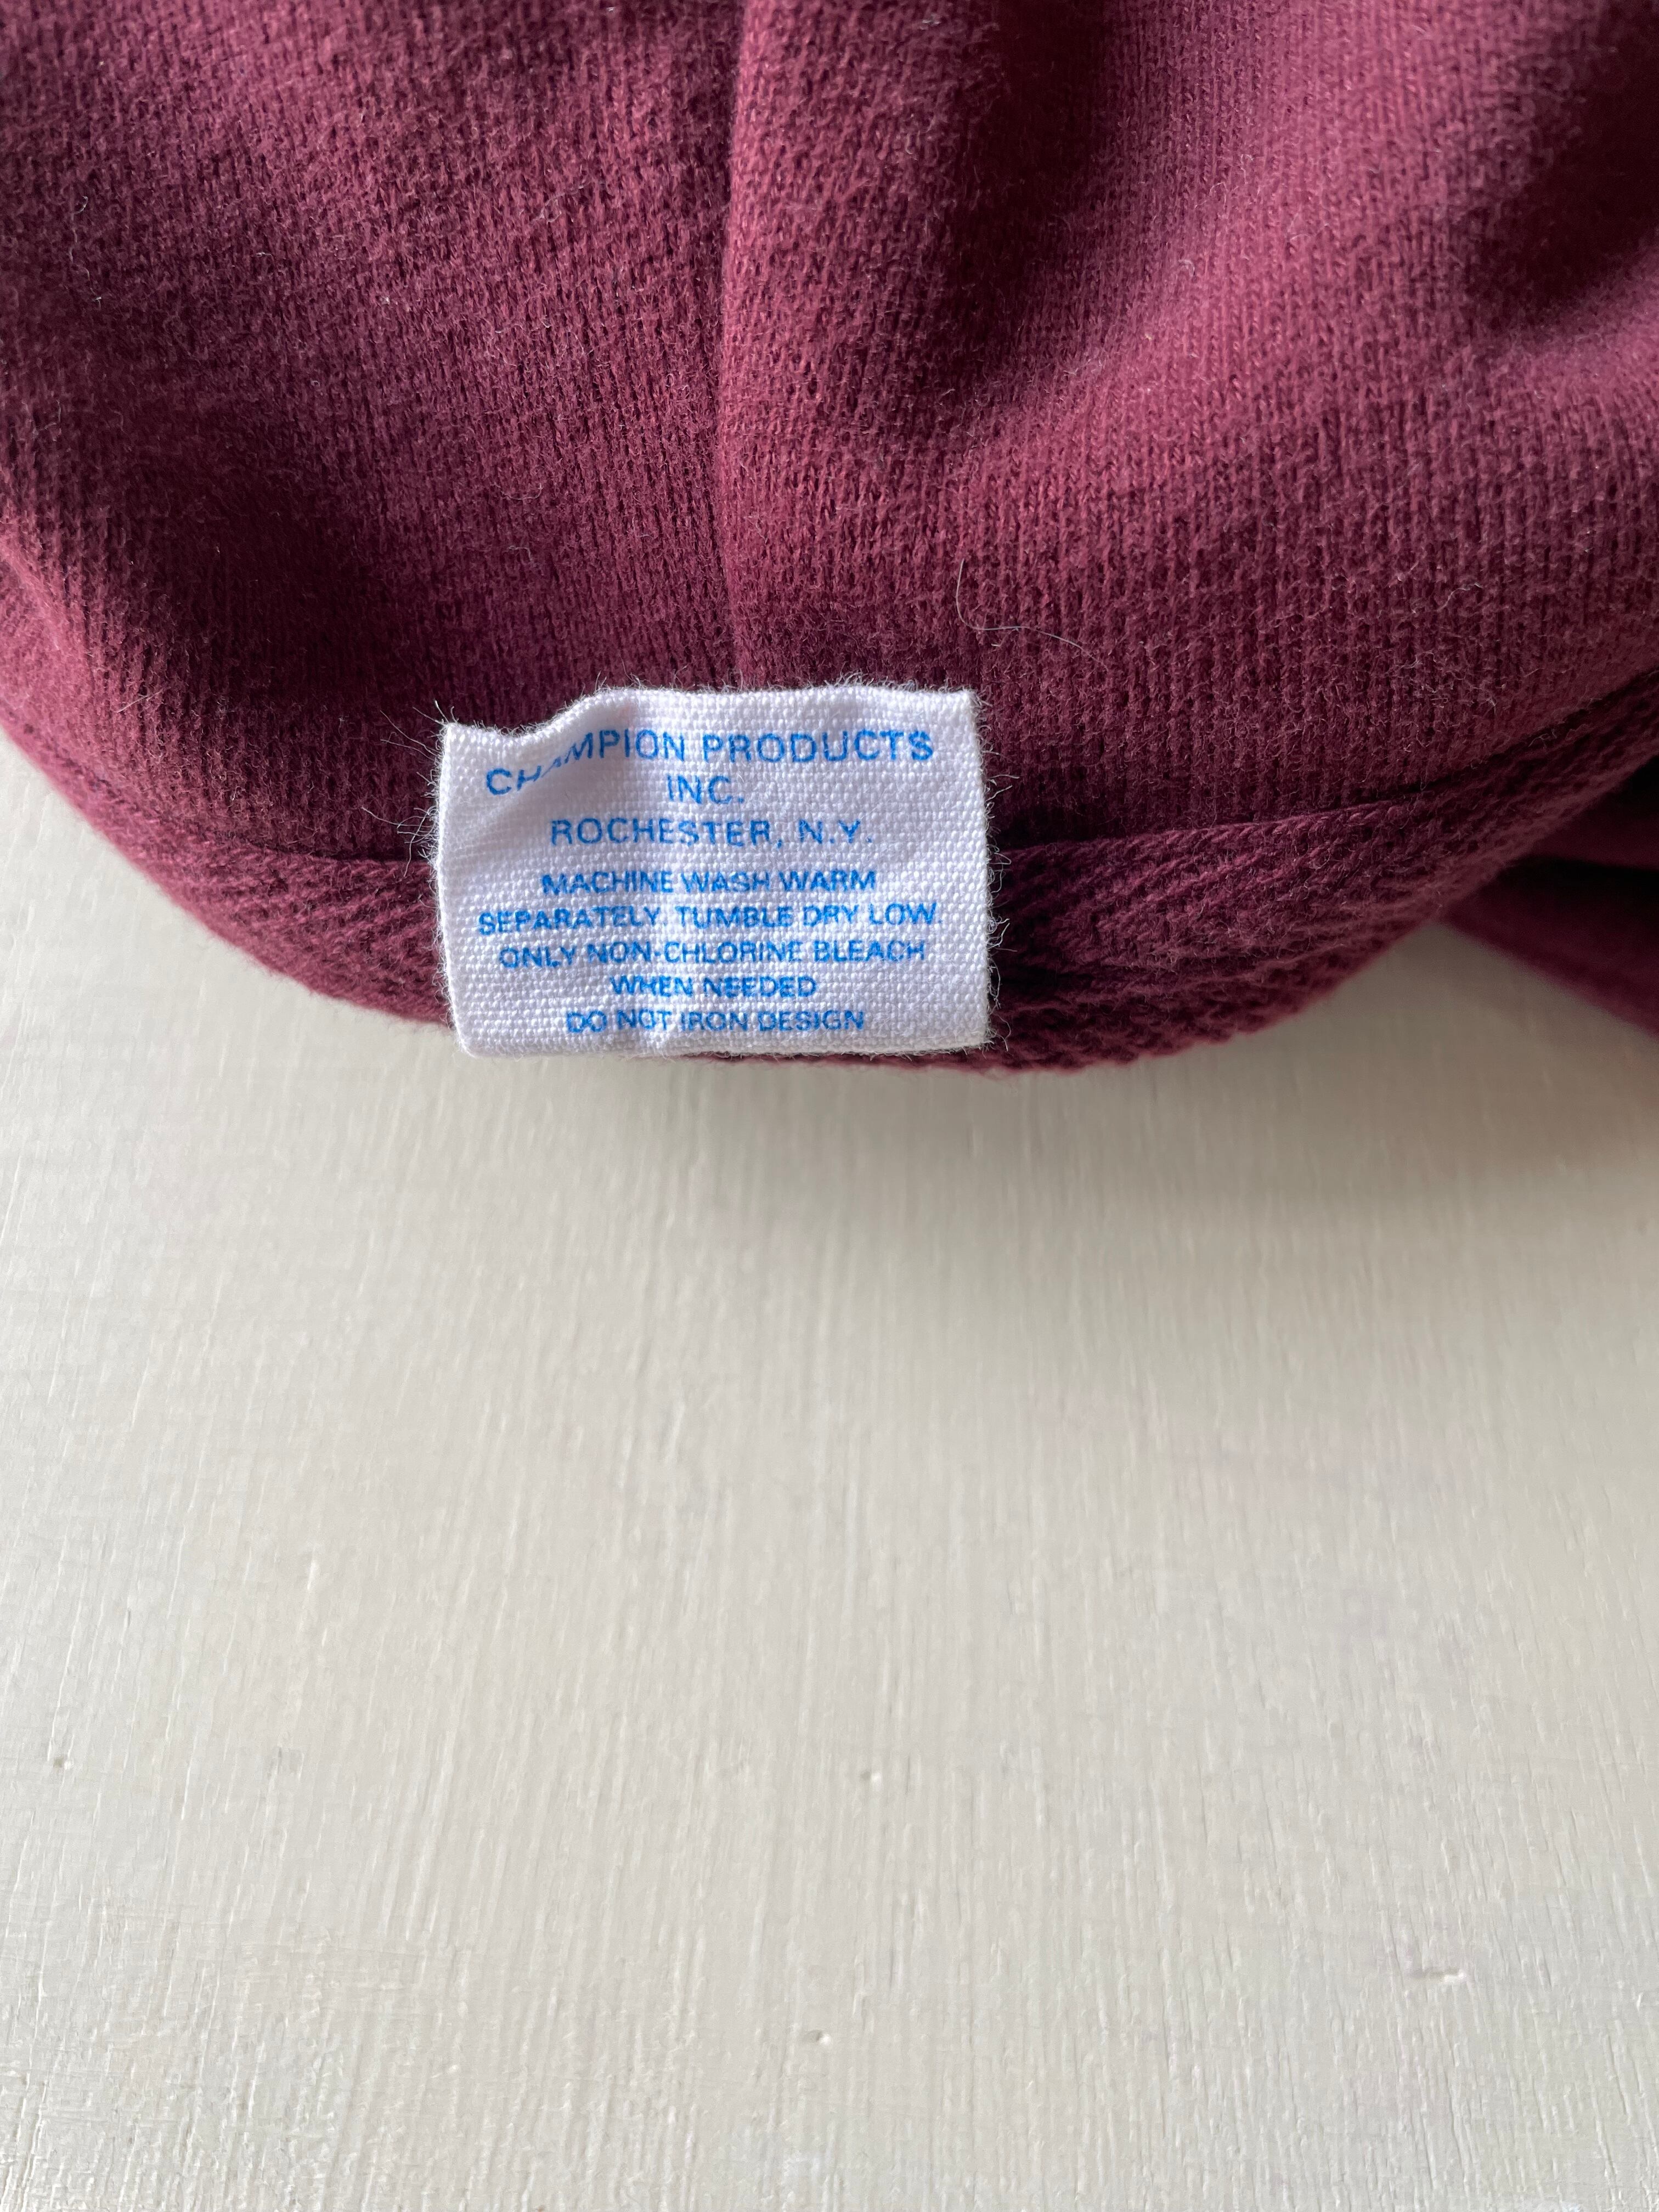 CHAMPION PRODUCTS
INC.
ROCHESTER, N.Y.
MACHINE WASH WARM
SEPARATELY, TUMBLE DRY LOW.
ONLY NON-CHLORINE BLEACH
WHEN NEEDED
DO NOT IRON DESIGN